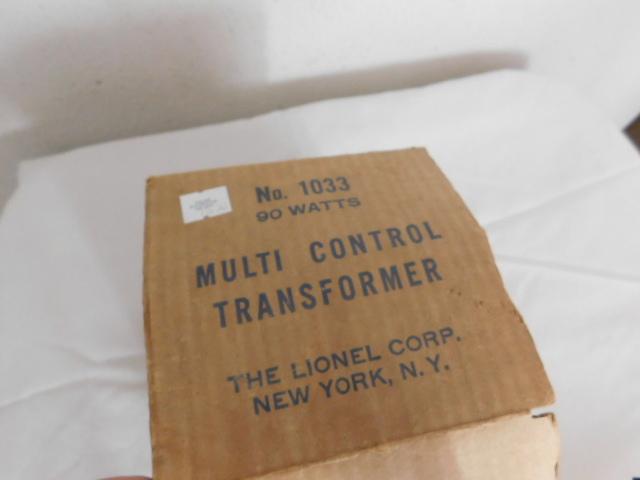 No. 1033
90 WATTS
MULTI CONTROL
TRANSFORMER
THE LIONEL CORP.
NEW YORK, N.Y.